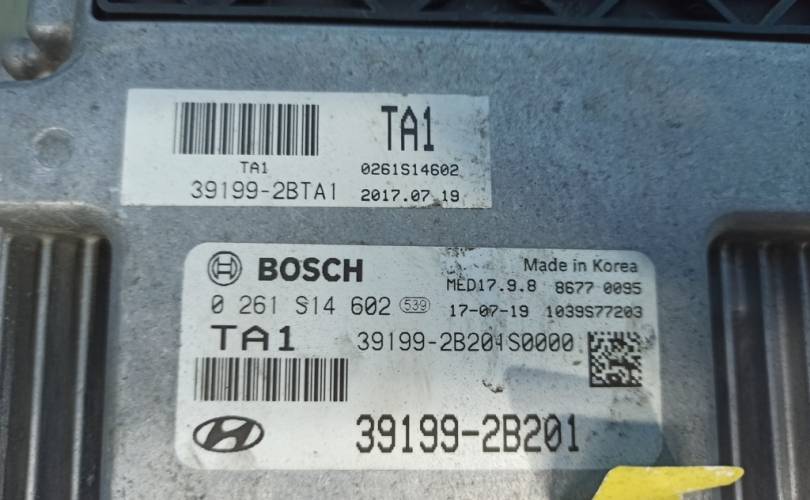 TA1
TA1
0261S14602
39199-2BTA1
2017.07.19
BOSCH
Made in Korea
MED17.9.8 8677 0095
0 261 S14 602 539
17-07-19 1039S77203
TA1
39199-2B201S0000
39199-2B201